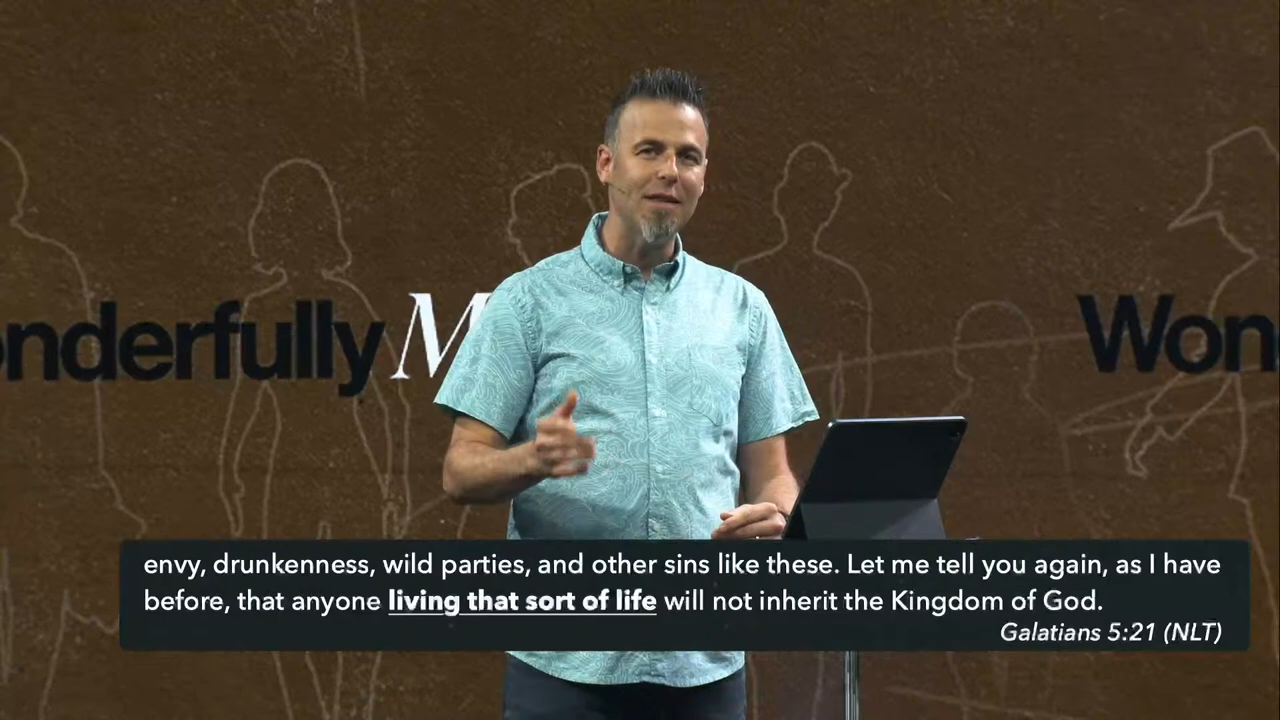 onderfully M
Won
envy, drunkenness, wild parties, and other sins like these. Let me tell you again, as I have
before, that anyone living that sort of life will not inherit the Kingdom of God.
Galatians 5:21 (NLT)